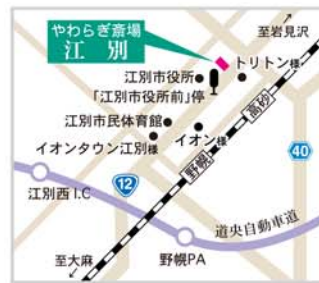 やわらぎ斎場
江別
至岩見沢
トリトン様
江別市役所
「江別市役所前」停
江別市民体育館
イオン様
イオンタウン江別様
高砂
野幌
40
江別西I.C
12
道央自動車道
至大麻
野幌PA